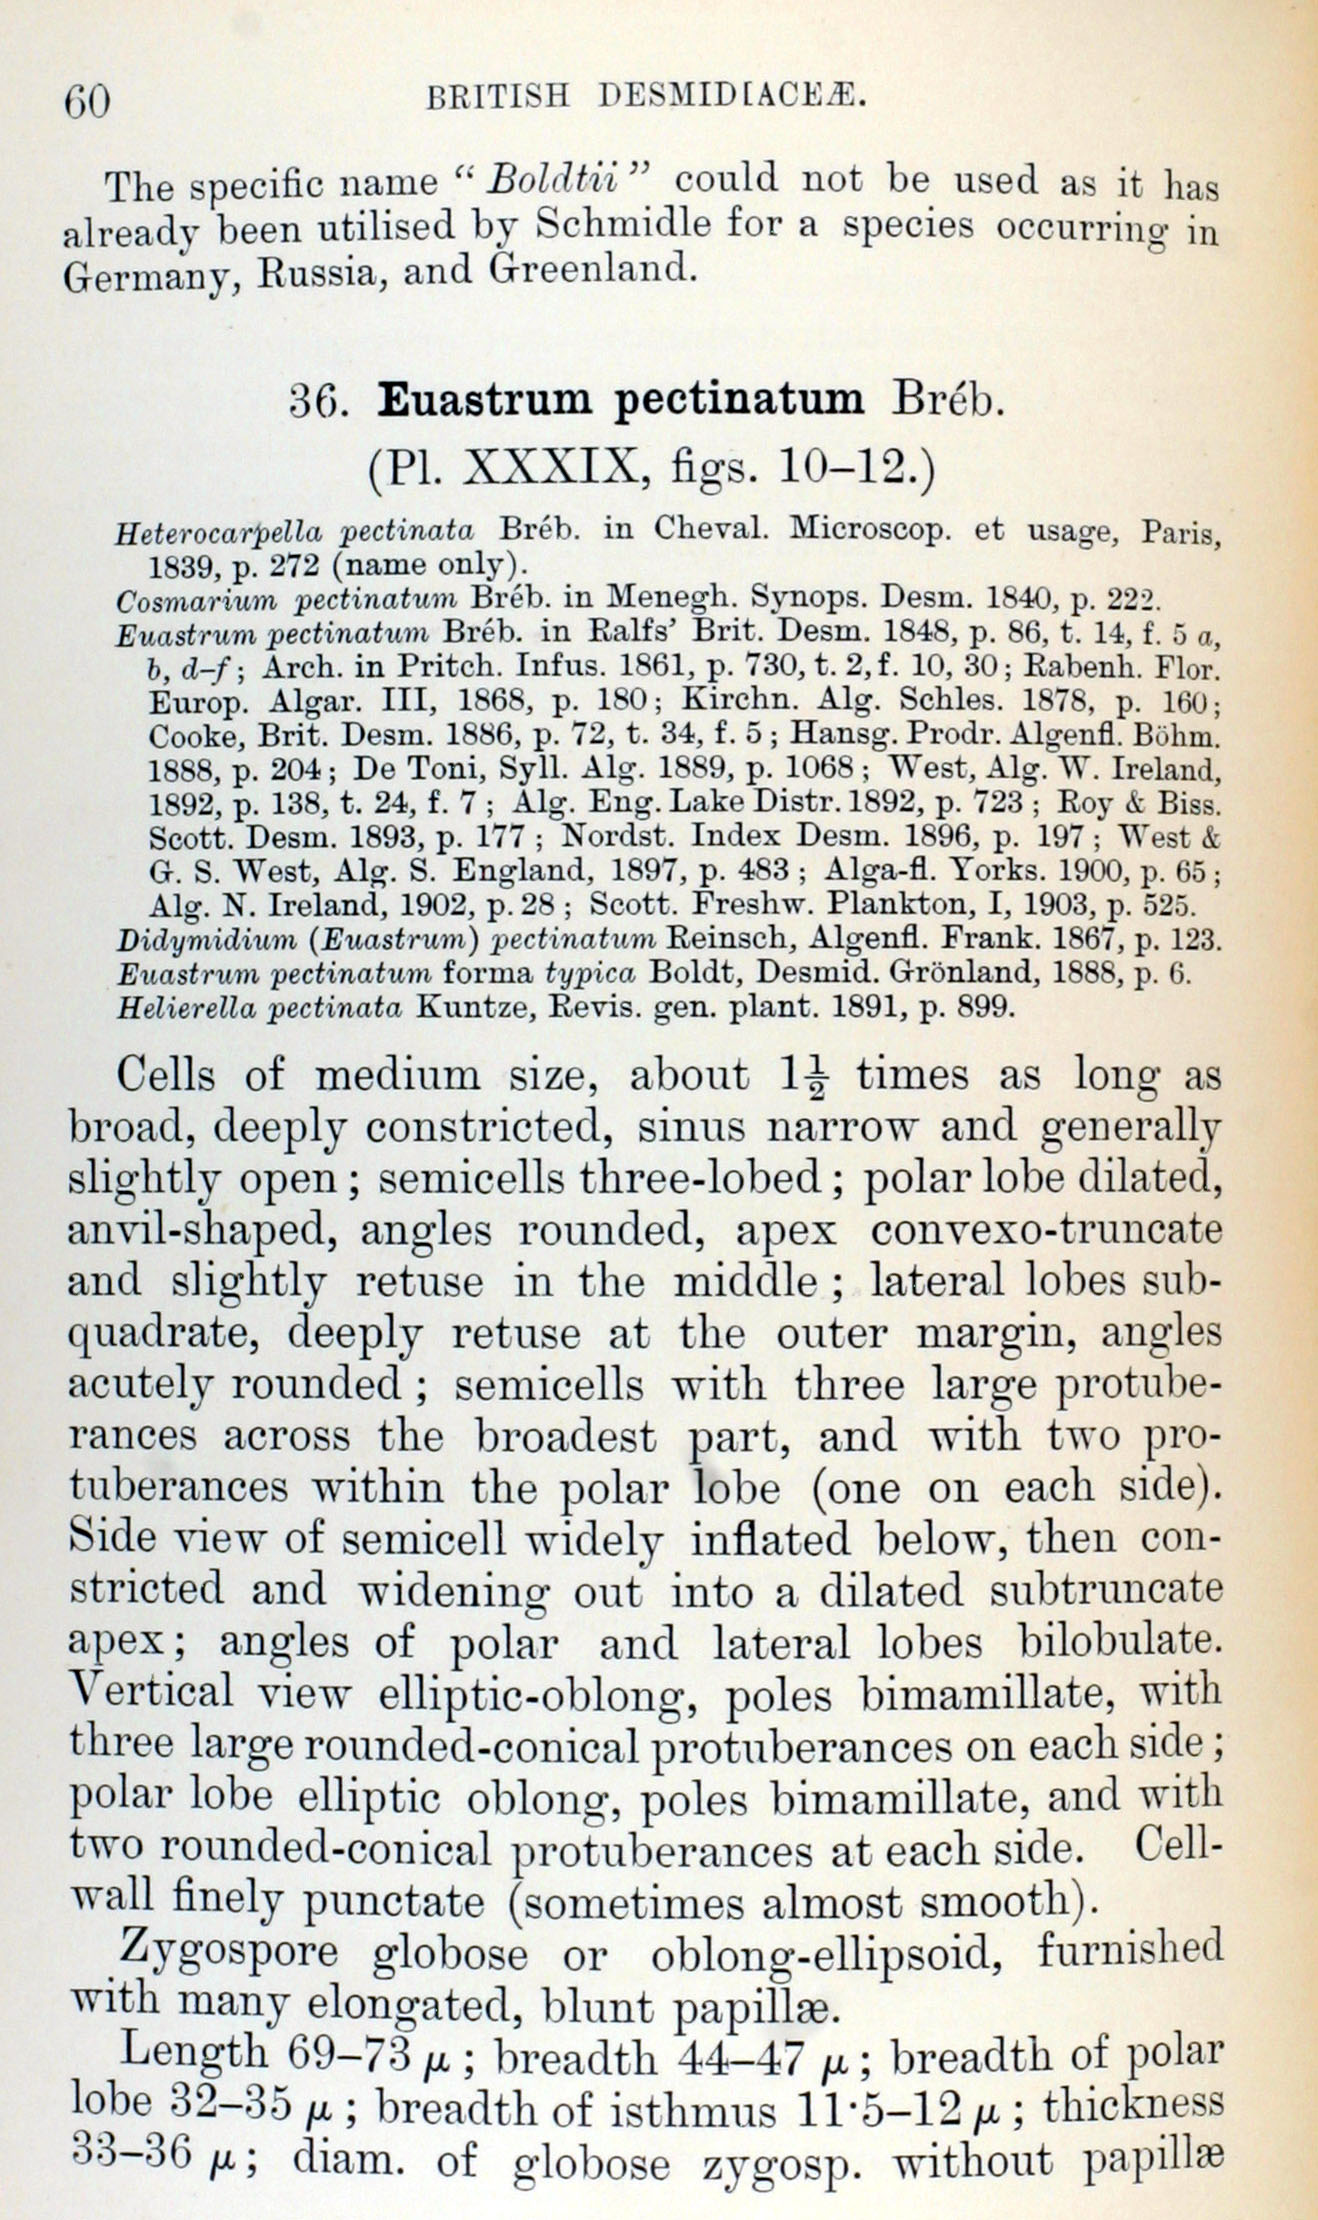 60
BRITISH DESMIDIACEÆ.
The specific name “Boldtii” could not be used as it has
already been utilised by Schmidle for a species occurring in
Germany, Russia, and Greenland.
36. Euastrum pectinatum Bréb.
(Pl. XXXIX, figs. 10–12.)
Heterocarpella pectinata Bréb. in Cheval. Microscop. et usage, Paris,
1839, p. 272 (name only).
Cosmarium pectinatum Bréb. in Menegh. Synops. Desm. 1840, p. 222.
Euastrum pectinatum Bréb. in Ralfs’ Brit. Desm. 1848, p. 86, t. 14, f. 5 a,
b, d–f; Arch. in Pritch. Infus. 1861, p. 730, t. 2, f. 10, 30; Rabenh. Flor.
Europ. Algar. III, 1868, p. 180; Kirchn. Alg. Schles. 1878, p. 160;
Cooke, Brit. Desm. 1886, p. 72, t. 34, f. 5; Hansg. Prodr. Algenfl. Böhm.
1888, p. 204; De Toni, Syll. Alg. 1889, p. 1068; West, Alg. W. Ireland,
1892, p. 138, t. 24, f. 7; Alg. Eng. Lake Distr. 1892, p. 723; Roy & Biss.
Scott. Desm. 1893, p. 177; Nordst. Index Desm. 1896, p. 197; West &
G. S. West, Alg. S. England, 1897, p. 483; Alga-fl. Yorks. 1900, p. 65;
Alg. N. Ireland, 1902, p. 28; Scott. Freshw. Plankton, I, 1903, p. 525.
Didymidium (Euastrum) pectinatum Reinsch, Algenfl. Frank. 1867, p. 123.
Euastrum pectinatum forma typica Boldt, Desmid. Grönland, 1888, p. 6.
Helierella pectinata Kuntze, Revis. gen. plant. 1891, p. 899.
Cells of medium size, about 1½ times as long as
broad, deeply constricted, sinus narrow and generally
slightly open; semicells three-lobed; polar lobe dilated,
anvil-shaped, angles rounded, apex convexo-truncate
and slightly retuse in the middle; lateral lobes sub-
quadrate, deeply retuse at the outer margin, angles
acutely rounded; semicells with three large protube-
rances across the broadest part, and with two pro-
tuberances within the polar lobe (one on each side).
Side view of semicell widely inflated below, then con-
stricted and widening out into a dilated subtruncate
apex; angles of polar and lateral lobes bilobulate.
Vertical view elliptic-oblong, poles bimamillate, with
three large rounded-conical protuberances on each side;
polar lobe elliptic oblong, poles bimamillate, and with
two rounded-conical protuberances at each side. Cell-
wall finely punctate (sometimes almost smooth).
Zygospore globose or oblong-ellipsoid, furnished
with many elongated, blunt papillæ.
Length 69–73 μ; breadth 44–47 μ; breadth of polar
lobe 32–35 μ; breadth of isthmus 11·5–12 μ; thickness
33–36 μ; diam. of globose zygosp. without papillæ